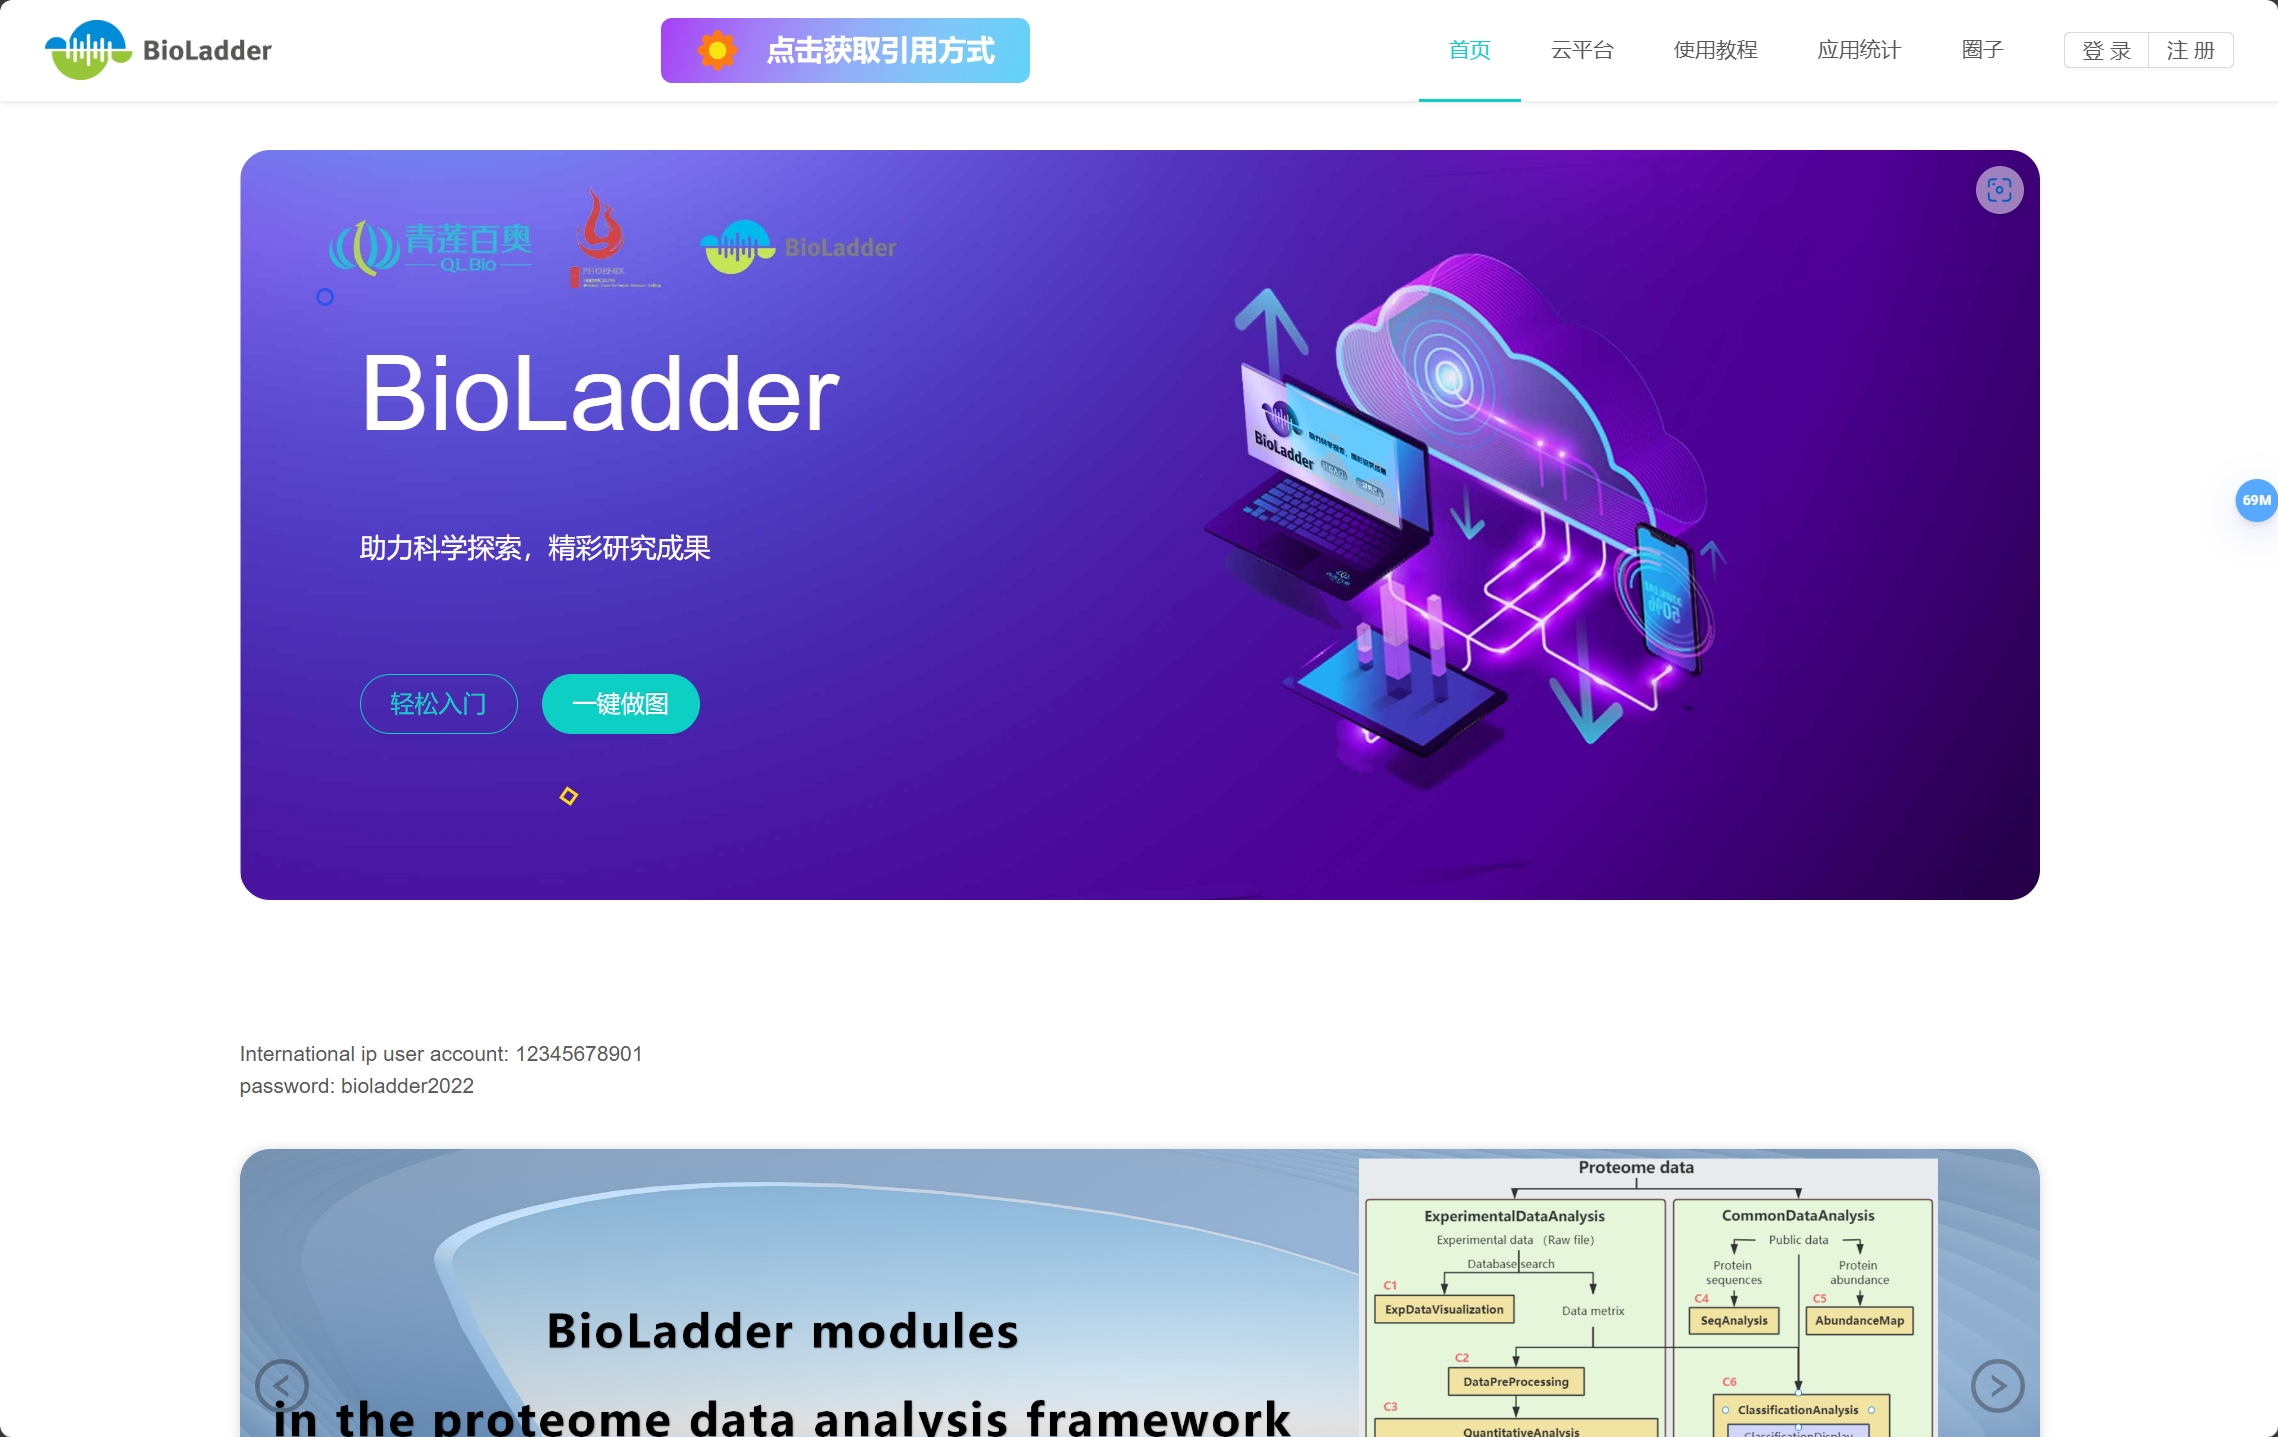 BioLadder
点击获取引用方式
首页
云平台
使用教程
应用统计
圈子
登 录
注 册
青莲百奥
QLBio
PHOENIX
BioLadder
BioLadder
助力科学探索，精彩研究成果
轻松入门
一键做图
BioLadder
69M
International ip user account: 12345678901
password: bioladder2022
BioLadder modules
in the proteome data analysis framework
Proteome data
ExperimentalDataAnalysis
Experimental data （Raw file）
Database search
C1
ExpDataVisualization
Data metrix
C2
DataPreProcessing
C3
QuantitativeAnalysis
CommonDataAnalysis
Public data
Protein
sequences
Protein
abundance
C4
SeqAnalysis
C5
AbundanceMap
C6
ClassificationAnalysis
ClassificationDisplay